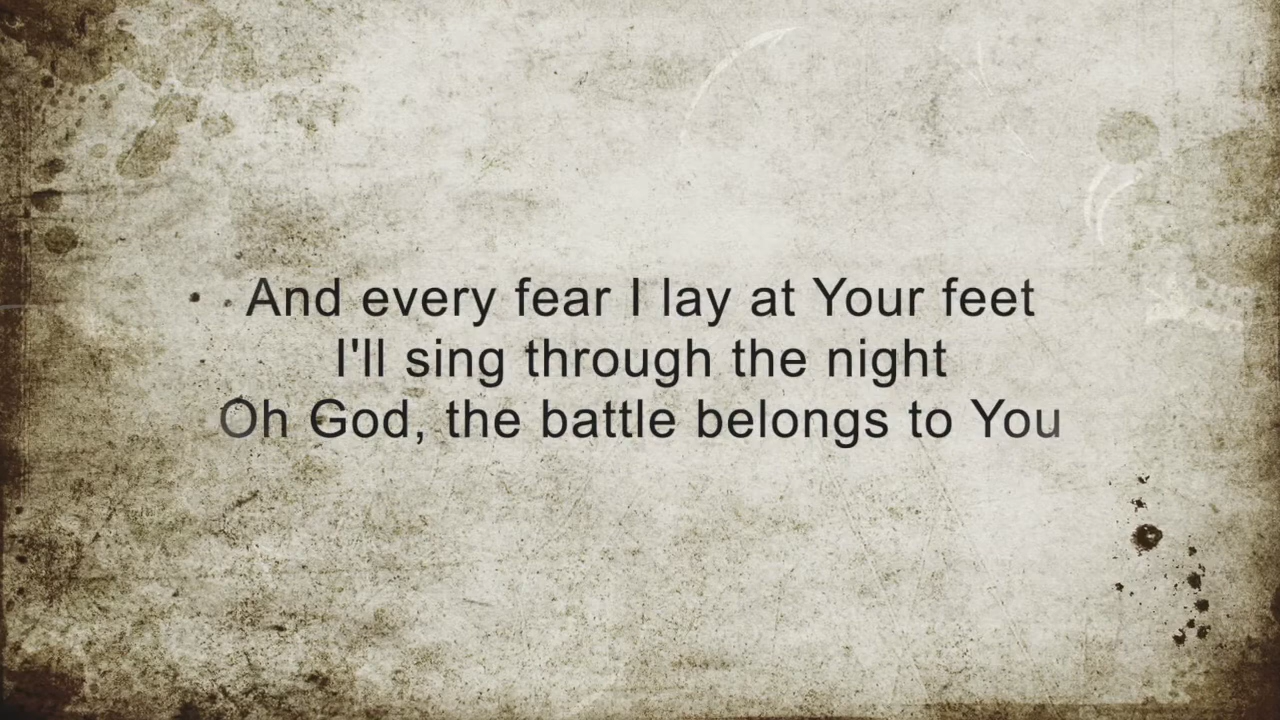 And every fear I lay at Your feet
I'll sing through the night
Oh God, the battle belongs to You